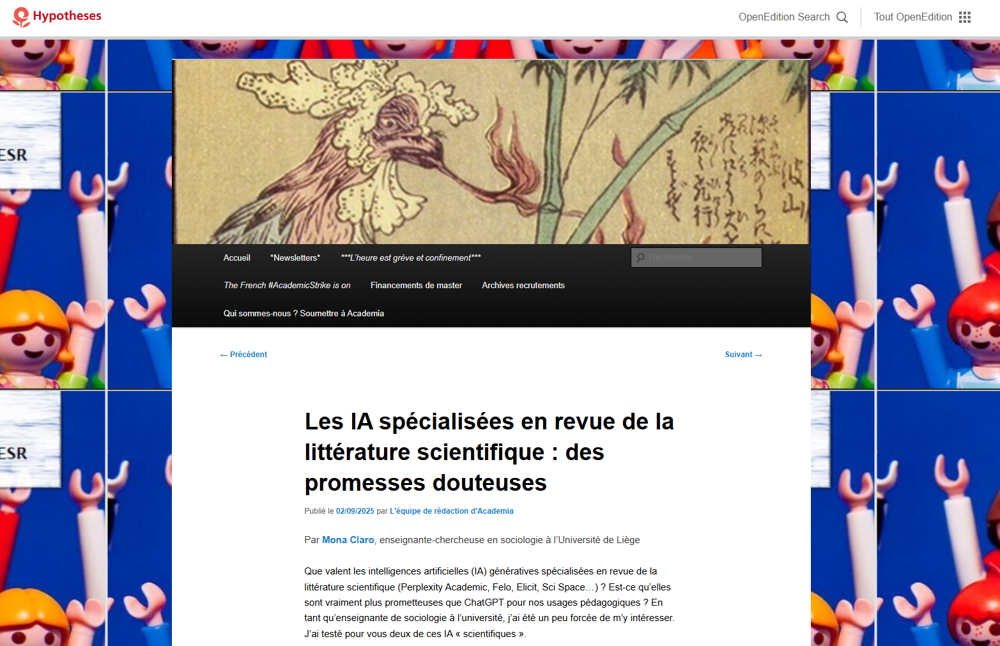 Hypotheses
OpenEdition Search
Tout OpenEdition
ESR
Accueil
*Newsletters*
***L'heure est grève et confinement***
Recherche
The French #AcademicStrike is on
Financements de master
Archives recrutements
Qui sommes-nous ? Soumettre à Academia
← Précédent
Suivant →
Les IA spécialisées en revue de la
littérature scientifique : des
promesses douteuses
Publié le 02/09/2025 par L'équipe de rédaction d'Academia
Par Mona Claro, enseignante-chercheuse en sociologie à l'Université de Liège
Que valent les intelligences artificielles (IA) génératives spécialisées en revue de la
littérature scientifique (Perplexity Academic, Felo, Elicit, Sci Space…) ? Est-ce qu'elles
sont vraiment plus prometteuses que ChatGPT pour nos usages pédagogiques ? En
tant qu'enseignante de sociologie à l'université, j'ai été un peu forcée de m'y intéresser.
J'ai testé pour vous deux de ces IA « scientifiques ».
ESR